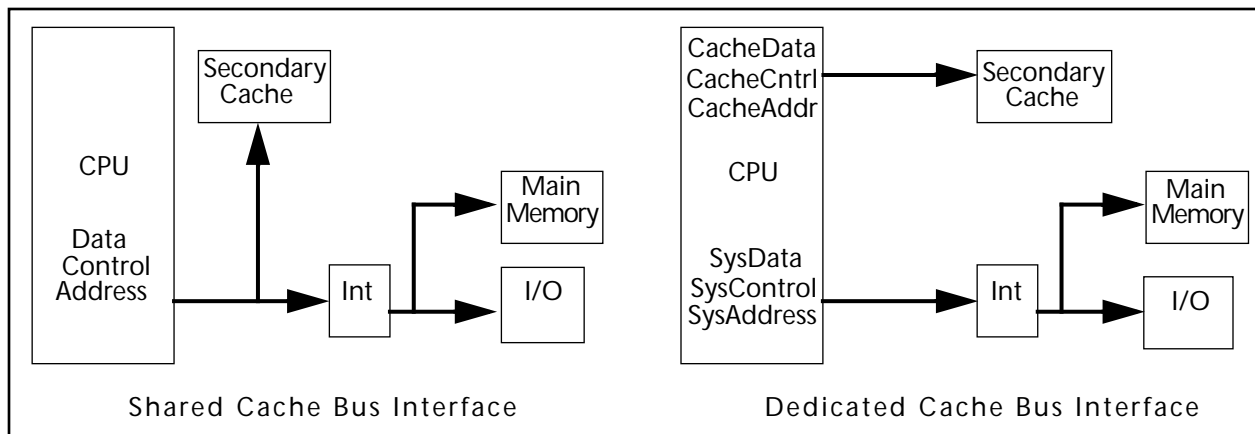 Secondary
Cache
CPU
Data
Control
Address
Int
Main
Memory
I/O
Shared Cache Bus Interface
CacheData
CacheCntrl
CacheAddr
Secondary
Cache
CPU
SysData
SysControl
SysAddress
Int
Main
Memory
I/O
Dedicated Cache Bus Interface